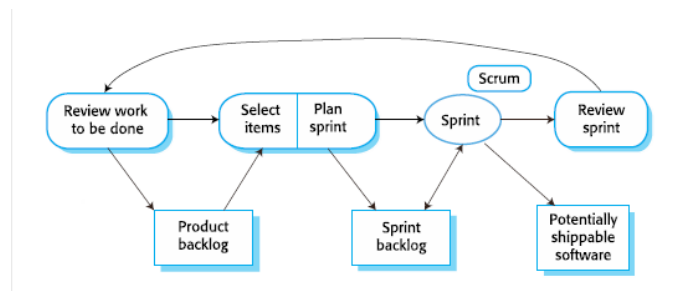 Scrum
Review work
to be done
Select
items
Plan
sprint
Sprint
Review
sprint
Product
backlog
Sprint
backlog
Potentially
shippable
software